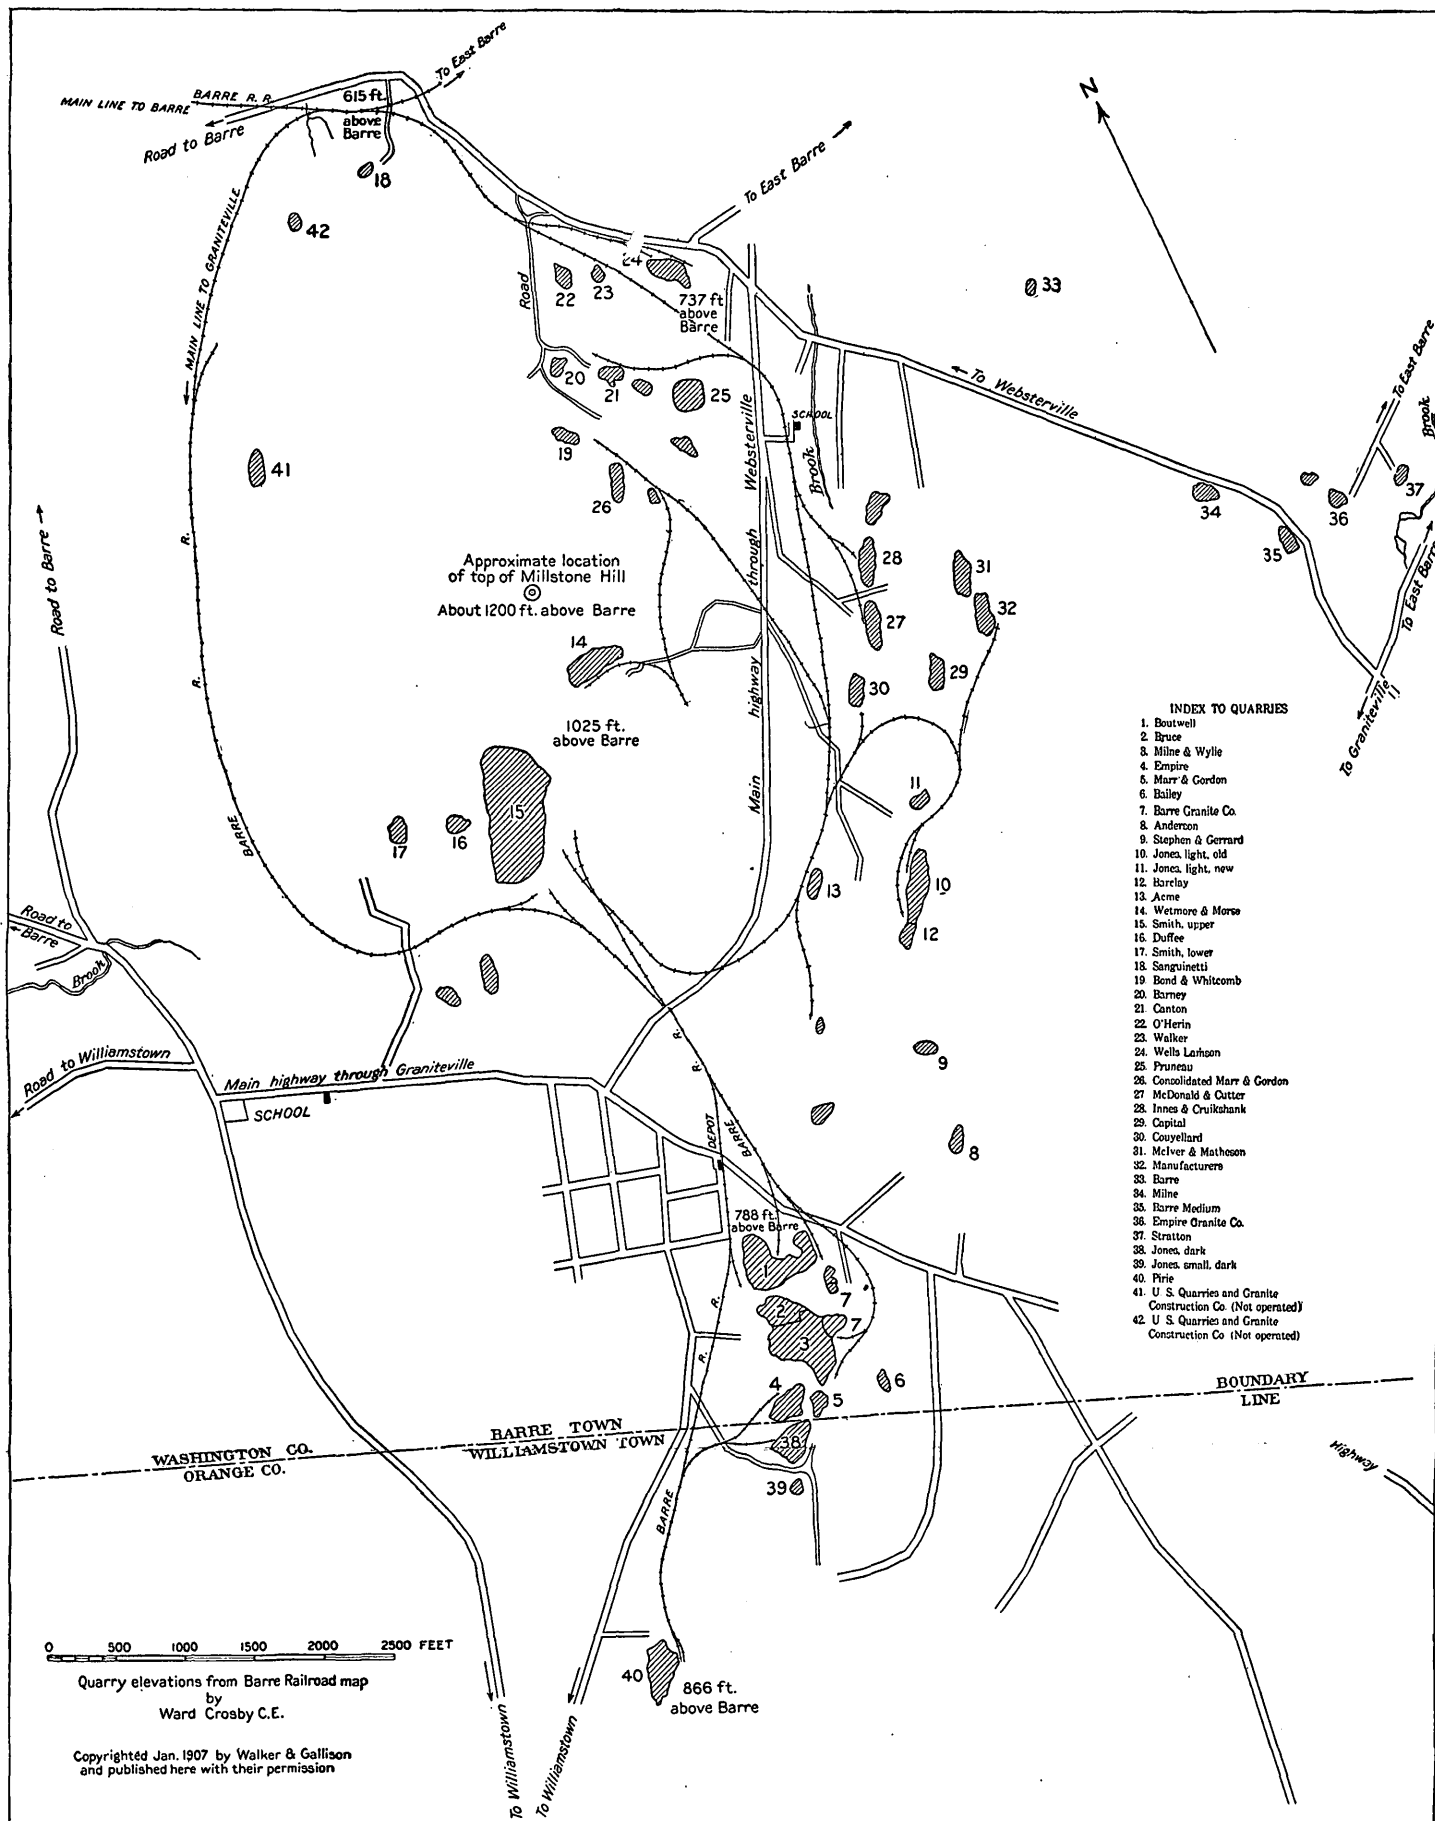 To East Barre
MAIN LINE TO BARRE
BARRE R. R.
615 ft.
above
Barre
Road to Barre
N
18
42
MAIN LINE TO GRANITEVILLE
To East Barre
Road
24
22
23
737 ft
above
Barre
33
20
21
25
To Websterville
To East Barre
Brook
Websterville
SCHOOL
Brook
19
26
41
R.
34
36
37
35
To East Barre
Road to Barre
Approximate location
of top of Millstone Hill
About 1200 ft. above Barre
through
28
27
31
32
14
highway
30
29
R.
1025 ft.
above Barre
Main
To Graniteville
15
16
17
BARRE
11
13
10
12
INDEX TO QUARRIES
1. Boutwell
2. Bruce
3. Milne & Wylie
4. Empire
5. Marr & Gordon
6. Bailey
7. Barre Granite Co.
8. Anderson
9. Stephen & Gerrard
10. Jones, light, old
11. Jones, light, new
12. Barclay
13. Acme
14. Wetmore & Morse
15. Smith, upper
16. Duffee
17. Smith, lower
18. Sanguinetti
19 Bond & Whitcomb
20. Barney
21. Canton
22. O'Herin
23. Walker
24. Wells Lamson
25. Pruneau
26. Consolidated Marr & Gordon
27 McDonald & Cutter
28. Innes & Cruikshank
29. Capital
30. Couyellard
31. McIver & Matheson
32. Manufacturers
33. Barre
34. Milne
35. Barre Medium
36. Empire Granite Co.
37. Stratton
38. Jones, dark
39. Jones, small, dark
40. Pirie
41. U S. Quarries and Granite
Construction Co. (Not operated)
42. U S. Quarries and Granite
Construction Co (Not operated)
Road to
Barre
Brook
Road to Williamstown
R.
R.
9
Main highway through Graniteville
SCHOOL
DEPOT
BARRE
8
788 ft.
above Barre
1
7
2
7
3
R.
R.
4
5
6
38
39
BOUNDARY
LINE
BARRE TOWN
WILLIAMSTOWN TOWN
WASHINGTON CO.
ORANGE CO.
Highway
BARRE
0 500 1000 1500 2000 2500 FEET
Quarry elevations from Barre Railroad map
by
Ward Crosby C.E.
40
866 ft.
above Barre
Copyrighted Jan. 1907 by Walker & Gallison
and published here with their permission
To Williamstown
To Williamstown